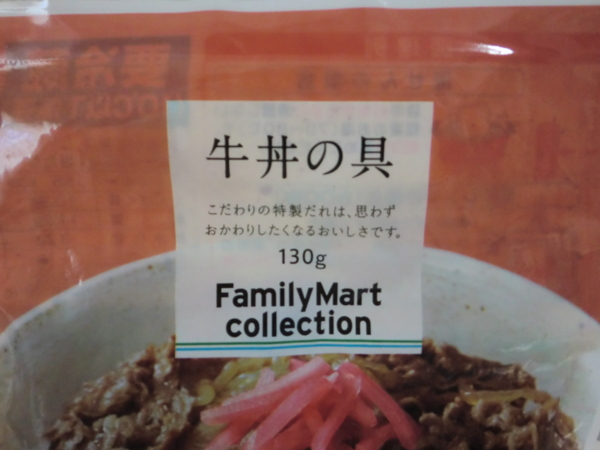 牛丼の具
こだわりの特製だれは、思わず
おかわりしたくなるおいしさです。
130g
FamilyMart
collection